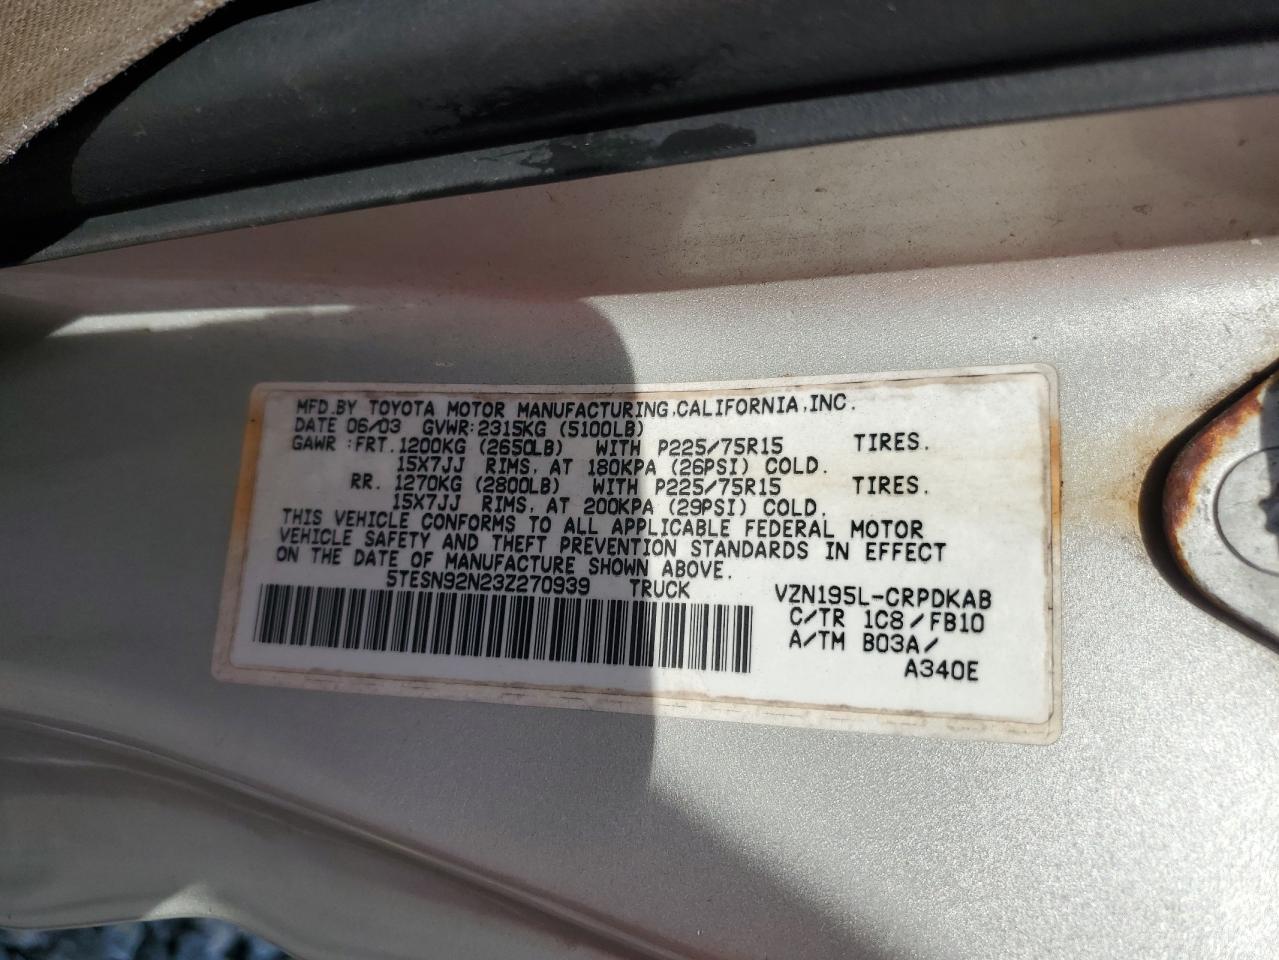 MFD.BY TOYOTA MOTOR MANUFACTURING,CALIFORNIA,INC.
DATE 06/03 GVWR:2315KG (5100LB)
GAWR:FRT.1200KG (2650LB) WITH P225/75R15 TIRES.
15X7JJ RIMS, AT 180KPA (26PSI) COLD.
RR. 1270KG (2800LB) WITH P225/75R15 TIRES.
15X7JJ RIMS, AT 200KPA (29PSI) COLD.
THIS VEHICLE CONFORMS TO ALL APPLICABLE FEDERAL MOTOR
VEHICLE SAFETY AND THEFT PREVENTION STANDARDS IN EFFECT
ON THE DATE OF MANUFACTURE SHOWN ABOVE.
5TESN92N23Z270939 TRUCK VZN195L-CRPDKAB
C/TR 1C8/FB10
A/TM B03A/
A340E